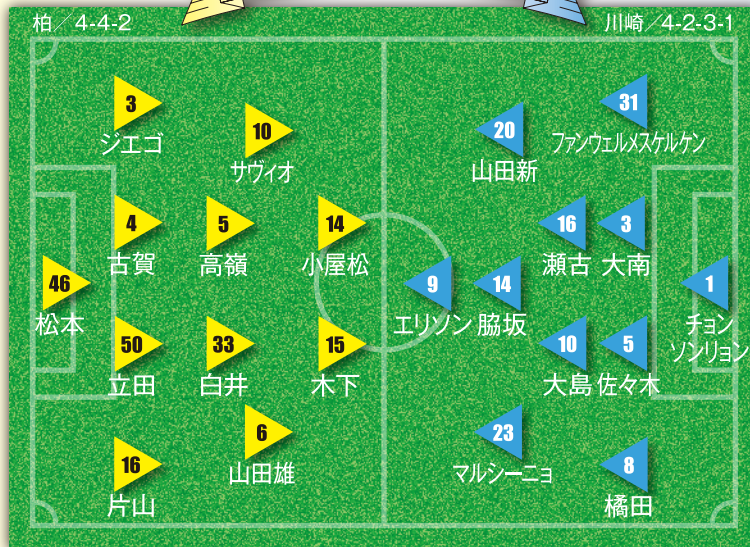 柏／4-4-2
川崎／4-2-3-1
3
ジエゴ
10
サヴィオ
20
山田新
31
ファンウェルメスケルケン
4
古賀
5
高嶺
14
小屋松
16
瀬古
3
大南
46
松本
9
エリソン
14
脇坂
1
チョン
ソンリョン
50
立田
33
白井
15
木下
10
大島
5
佐々木
6
山田雄
23
マルシーニョ
16
片山
8
橘田